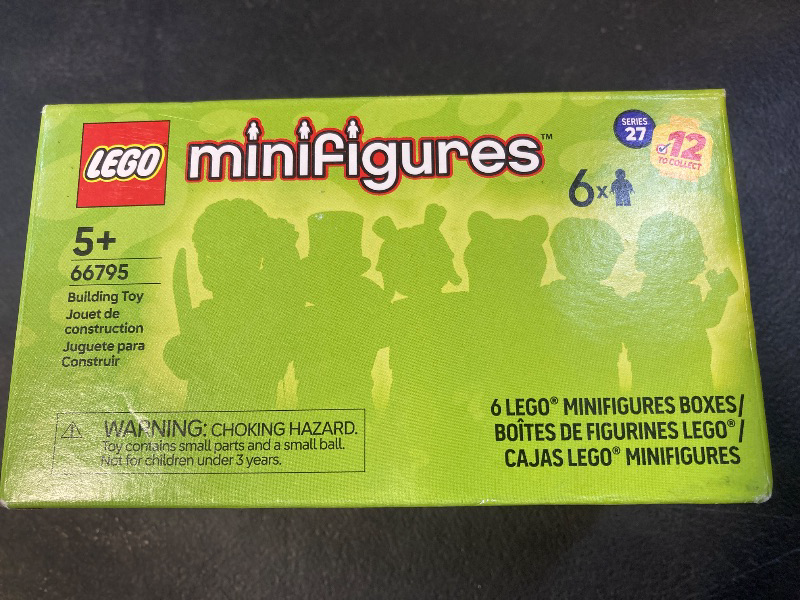 LEGO
minifigures™
SERIES
27
12
TO COLLECT
6x
5+
66795
Building Toy
Jouet de
construction
Juguete para
Construir
WARNING: CHOKING HAZARD.
Toy contains small parts and a small ball.
Not for children under 3 years.
6 LEGO® MINIFIGURES BOXES/
BOÎTES DE FIGURINES LEGO®/
CAJAS LEGO® MINIFIGURES